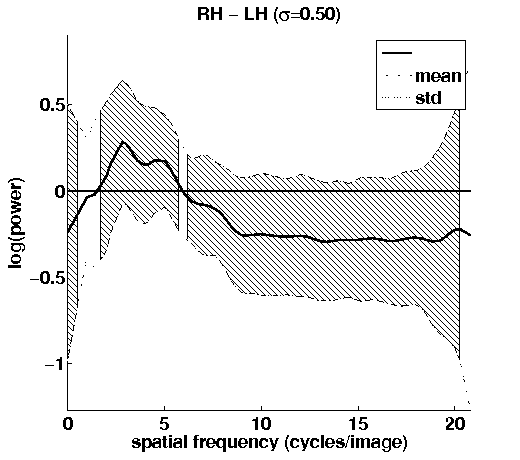 RH − LH (σ=0.50)
mean
std
0.5
0
−0.5
−1
log(power)
0 5 10 15 20
spatial frequency (cycles/image)